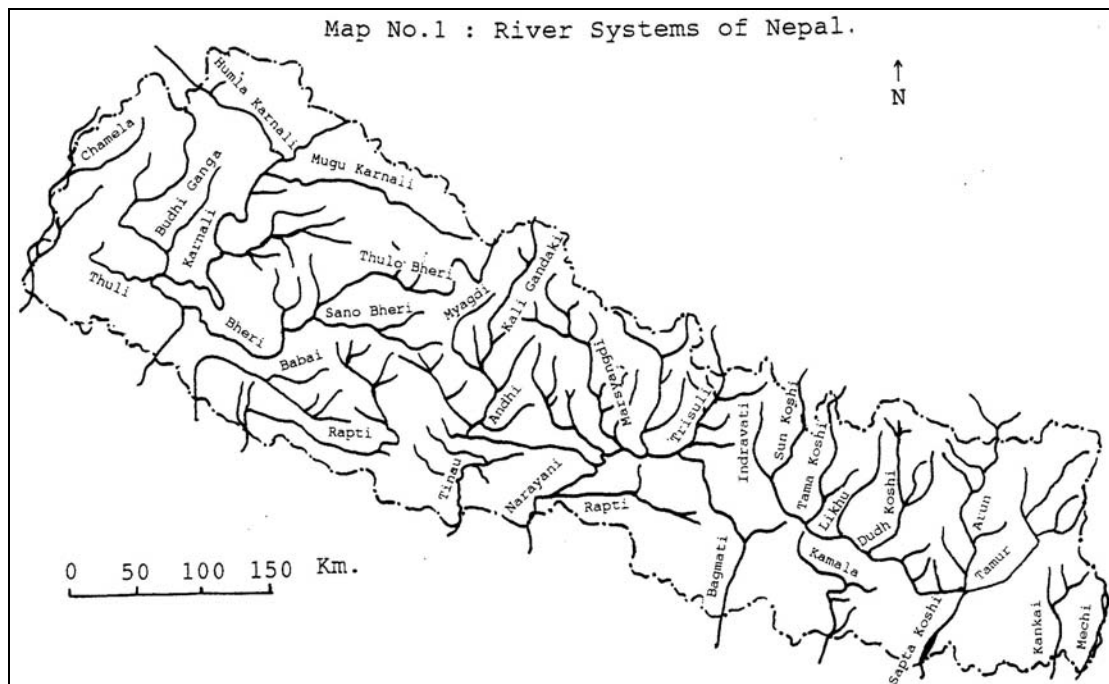 Map No.1 : River Systems of Nepal.
N
Humla Karnali
Chamela
Mugu Karnali
Budhi Ganga
Karnali
Thuli
Thulo Bheri
Bheri
Sano Bheri
Myagdi
Kali Gandaki
Babai
Andhi
Marsyangdi
Trisuli
Rapti
Tinau
Narayani
Rapti
Indravati
Sun Koshi
Tama Koshi
Likhu
Dudh Koshi
Arun
Tamur
Bagmati
Kamala
Sapta Koshi
Kankai
Mechi
0 50 100 150 Km.